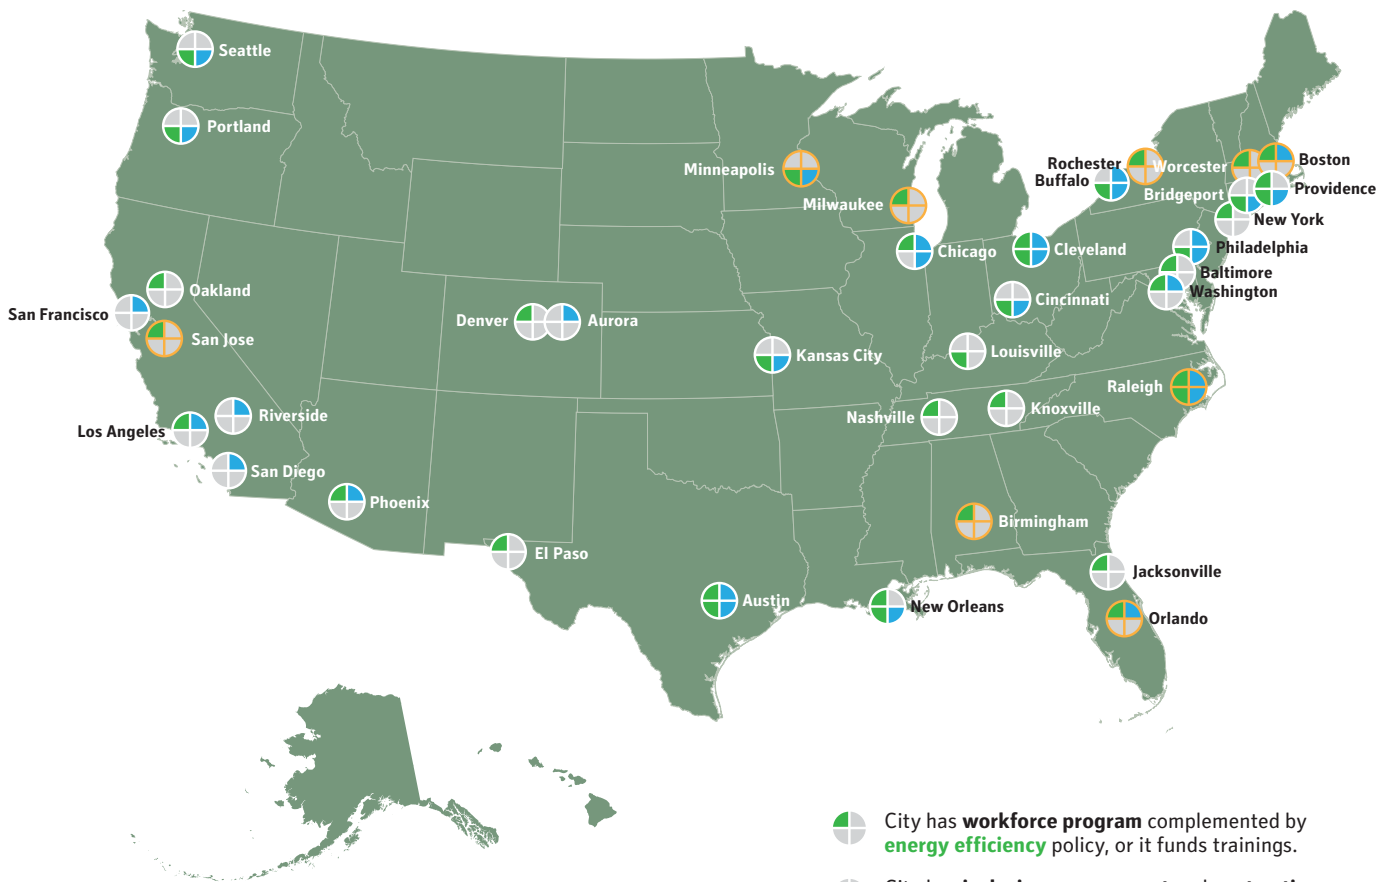 Seattle
Portland
Minneapolis
Milwaukee
Rochester
Buffalo
Worcester
Boston
Bridgeport
Providence
New York
Chicago
Cleveland
Philadelphia
Baltimore
Washington
Oakland
San Francisco
San Jose
Denver
Aurora
Cincinnati
Kansas City
Louisville
Raleigh
Nashville
Knoxville
Riverside
Los Angeles
San Diego
Phoenix
El Paso
Birmingham
Austin
New Orleans
Jacksonville
Orlando
City has workforce program complemented by
energy efficiency policy, or it funds trainings.